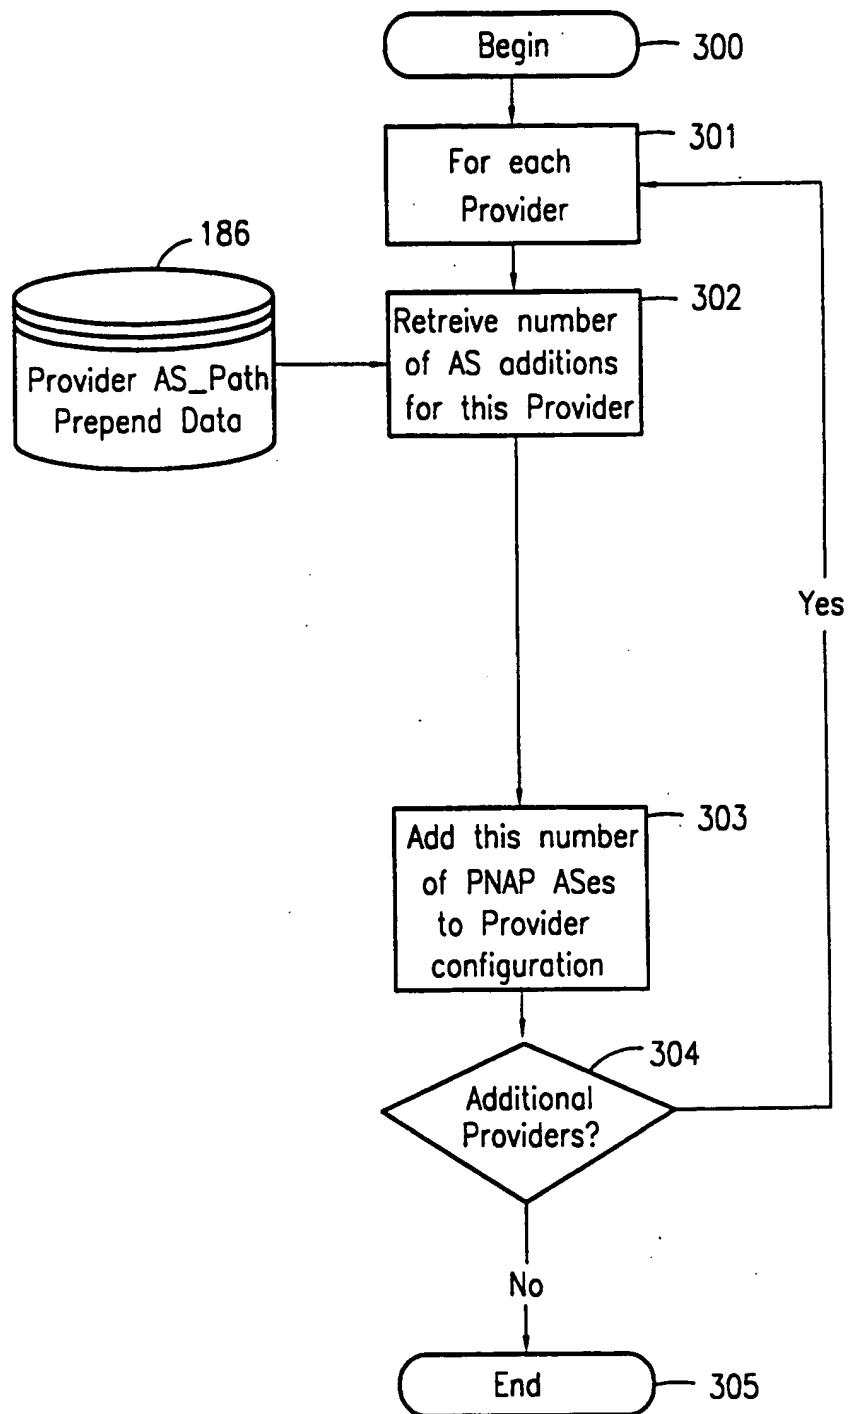 Begin
300
For each
Provider
301
186
Provider AS_Path
Prepend Data
Retreive number
of AS additions
for this Provider
302
Yes
Add this number
of PNAP ASes
to Provider
configuration
303
304
Additional
Providers?
No
End
305